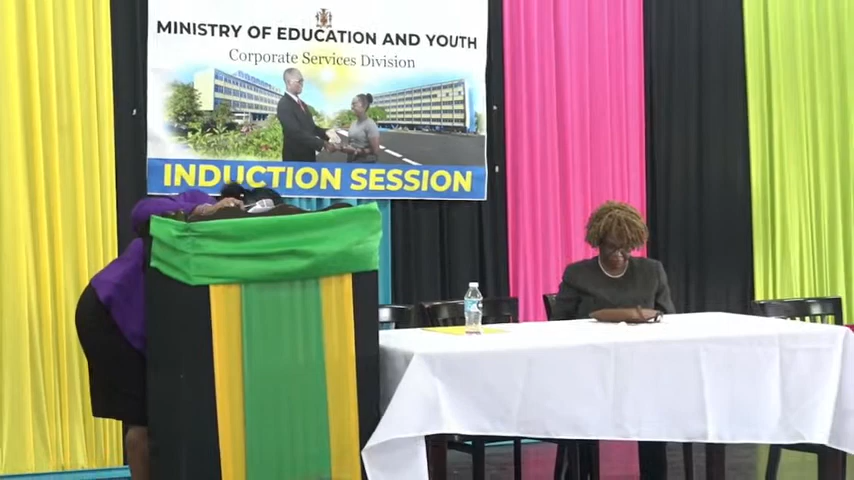 MINISTRY OF EDUCATION AND YOUTH
Corporate Services Division
INDUCTION SESSION